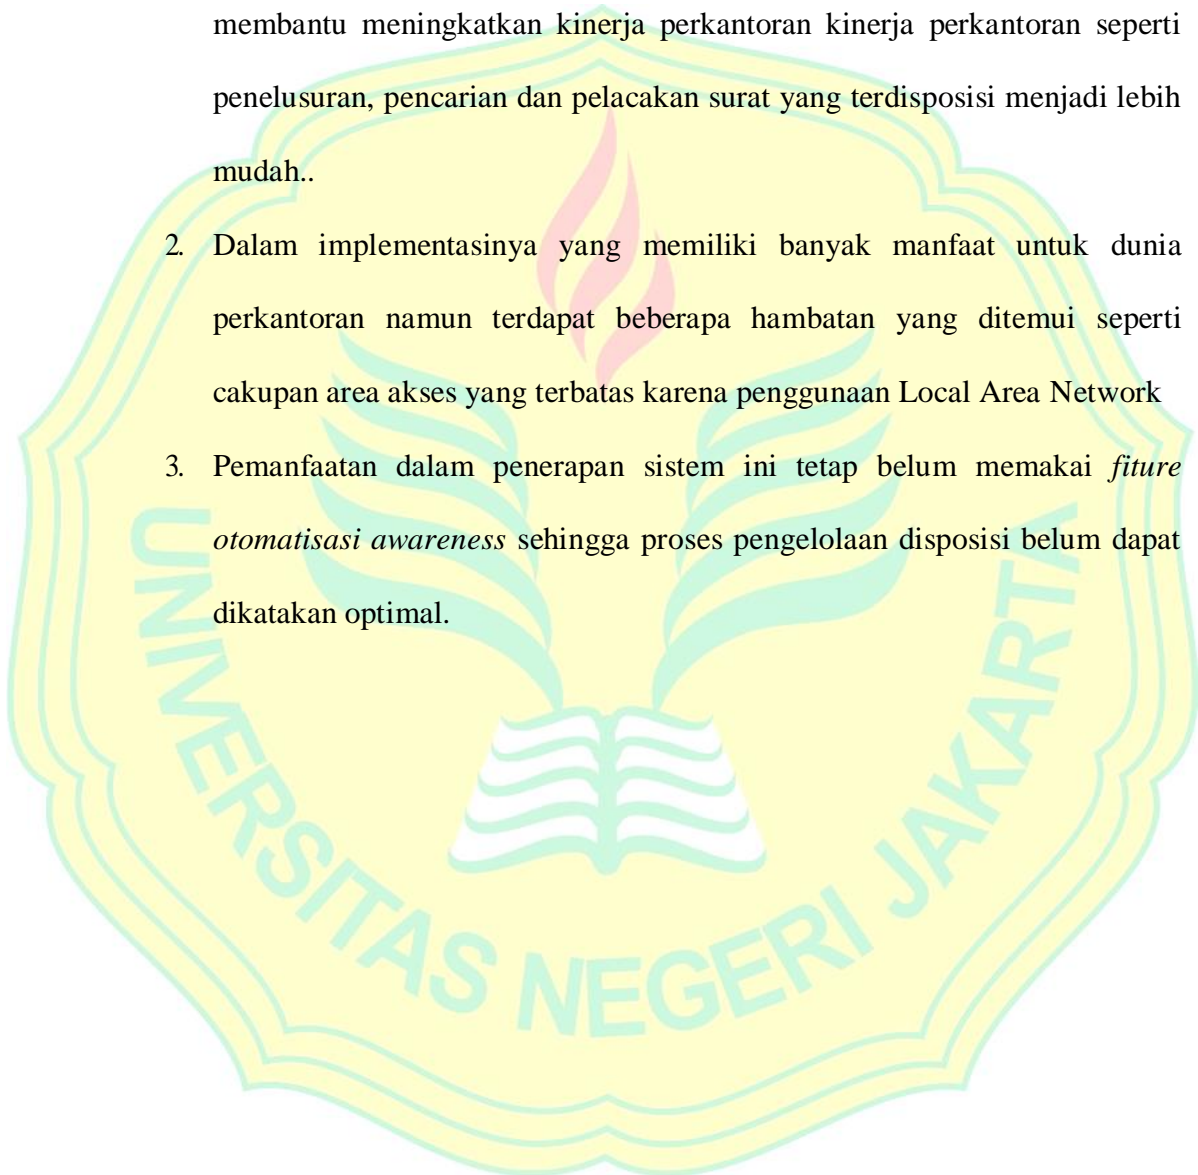 membantu meningkatkan kinerja perkantoran kinerja perkantoran seperti
penelusuran, pencarian dan pelacakan surat yang terdisposisi menjadi lebih
mudah..
2. Dalam implementasinya yang memiliki banyak manfaat untuk dunia
perkantoran namun terdapat beberapa hambatan yang ditemui seperti
cakupan area akses yang terbatas karena penggunaan Local Area Network
3. Pemanfaatan dalam penerapan sistem ini tetap belum memakai fiture
otomatisasi awareness sehingga proses pengelolaan disposisi belum dapat
dikatakan optimal.
UNIVERSITAS NEGERI JAKARTA